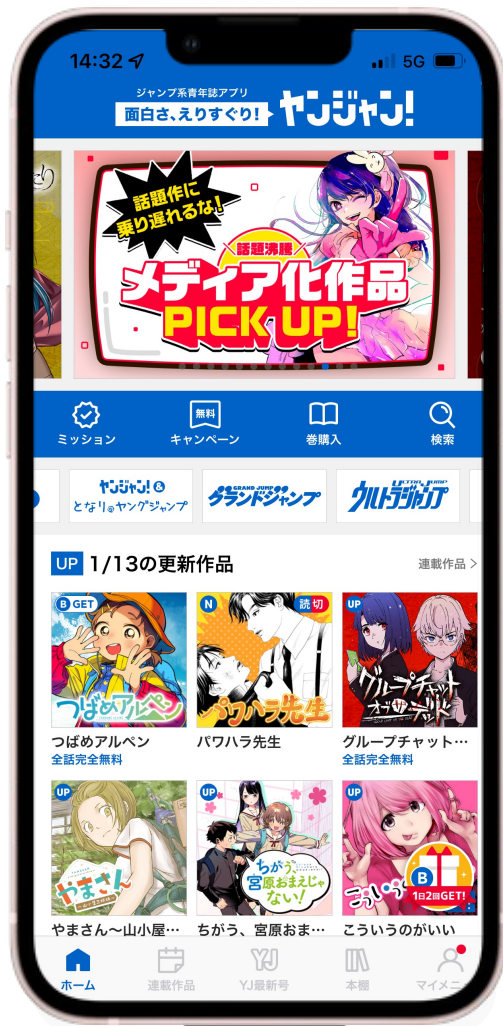 14:32
5G
ジャンプ系青年誌アプリ
面白さ、えりすぐり!
ヤンジャン!
話題作に
乗り遅れるな!
話題沸騰
メディア化作品
PICK UP!
ミッション
無料
キャンペーン
巻購入
検索
ヤンジャン! &
となりのヤングジャンプ
GRAND JUMP
グランドジャンプ
ULTRA JUMP
ウルトラジャンプ
UP 1/13の更新作品
連載作品 >
B GET
つばめアルペン
N
読切
パワハラ先生
UP
グループチャット
オブ ザ デッド
つばめアルペン
全話完全無料
パワハラ先生
グループチャット…
全話完全無料
UP
やまさん
UP
ちがう、
宮原おまえじゃ
ない!
UP
こういうの
B
1日2回GET!
やまさん〜山小屋…
ちがう、宮原おま…
こういうのがいい
ホーム
連載作品
YJ
YJ最新号
本棚
マイメニ